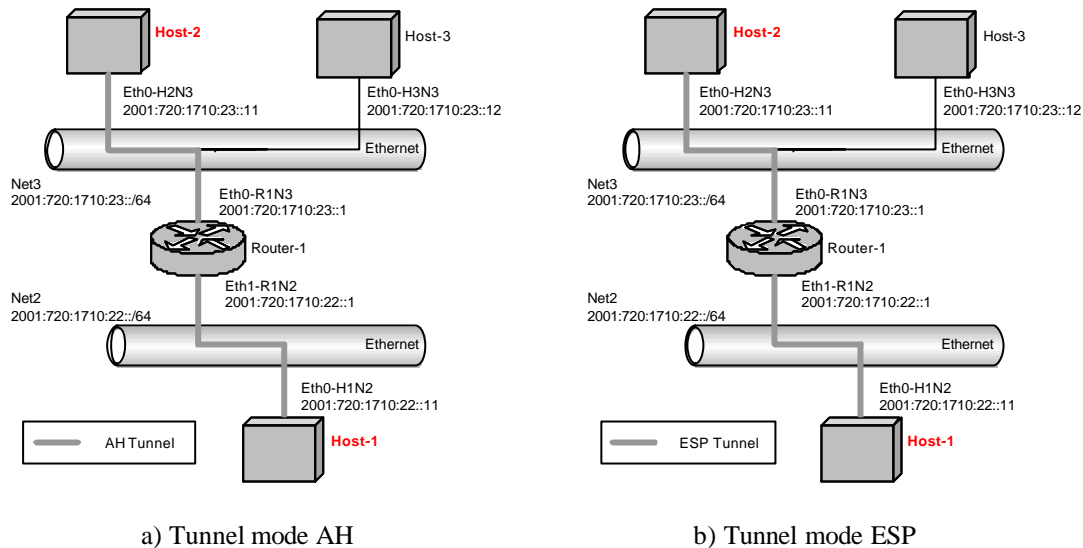 Host-2
Host-3
Eth0-H2N3
2001:720:1710:23::11
Eth0-H3N3
2001:720:1710:23::12
Ethernet
Net3
2001:720:1710:23::/64
Eth0-R1N3
2001:720:1710:23::1
Router-1
Eth1-R1N2
2001:720:1710:22::1
Net2
2001:720:1710:22::/64
Ethernet
Eth0-H1N2
2001:720:1710:22::11
AH Tunnel
Host-1
a) Tunnel mode AH
Host-2
Host-3
Eth0-H2N3
2001:720:1710:23::11
Eth0-H3N3
2001:720:1710:23::12
Ethernet
Net3
2001:720:1710:23::/64
Eth0-R1N3
2001:720:1710:23::1
Router-1
Eth1-R1N2
2001:720:1710:22::1
Net2
2001:720:1710:22::/64
Ethernet
Eth0-H1N2
2001:720:1710:22::11
ESP Tunnel
Host-1
b) Tunnel mode ESP